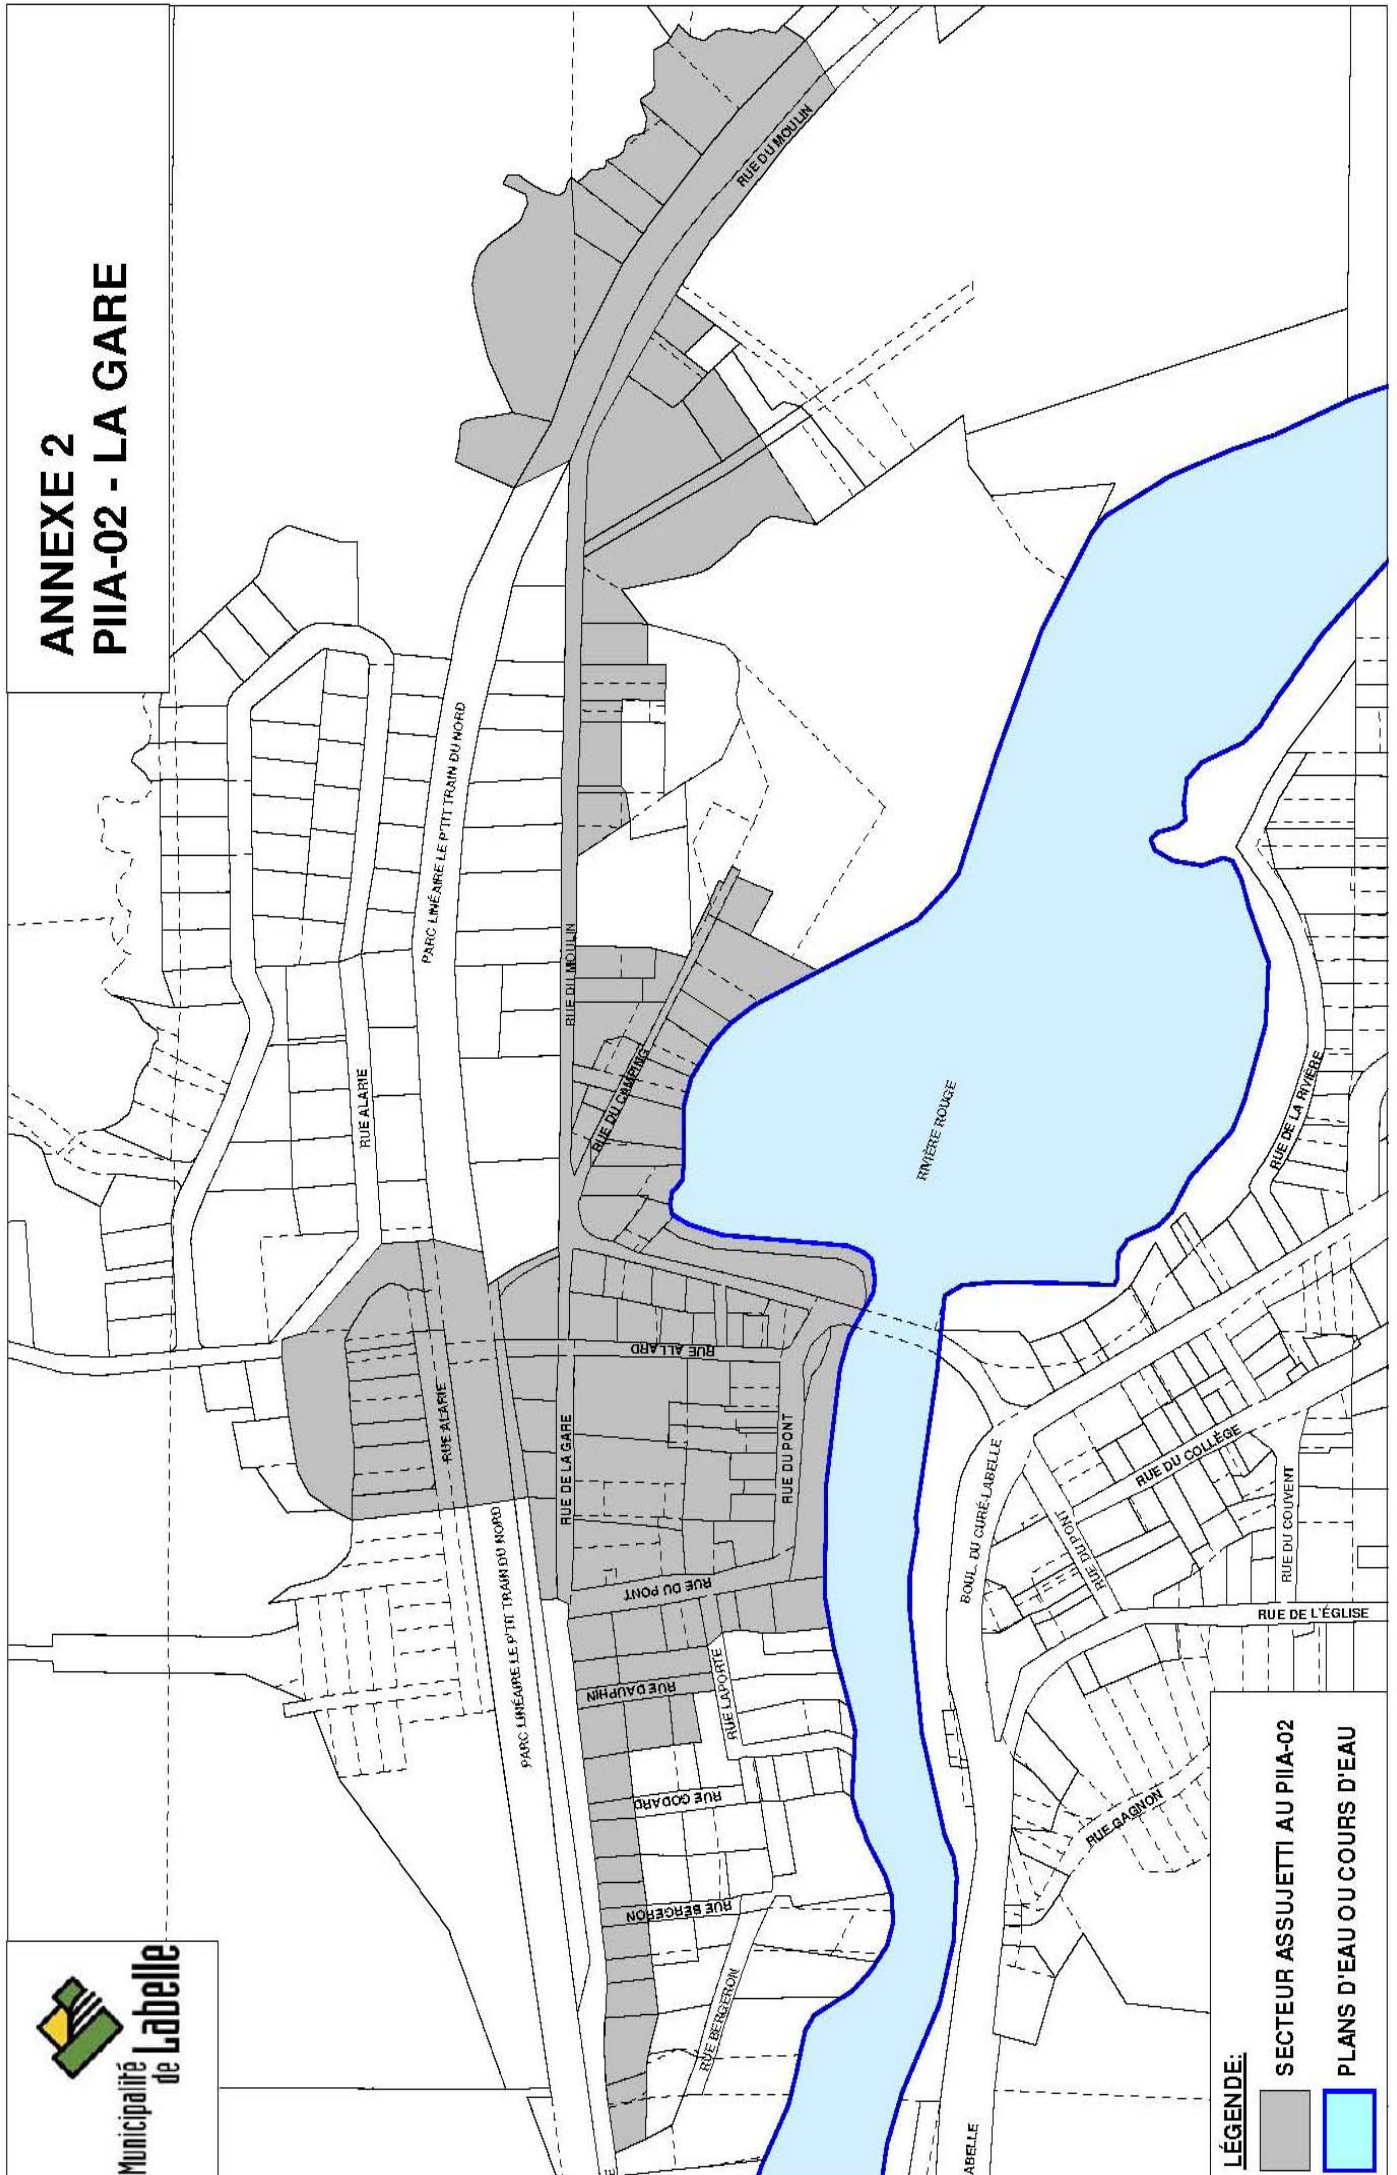 Municipalité
de Labelle
ANNEXE 2
PIIA-02 - LA GARE
RUE ALARIE
RUE ALARIE
PARC LINÉAIRE LE P'TIT TRAIN DU NORD
PARC LINÉAIRE LE P'TIT TRAIN DU NORD
RUE DU MOULIN
RUE DU MOULIN
RUE DE LA GARE
RUE DU CAMPING
RUE ALLARD
RUE DU PONT
RUE DU PONT
RUE DAUPHIN
RUE LAPORTE
RUE GODARD
RUE BERGERON
RUE BERGERON
RIVIÈRE ROUGE
BOUL. DU CURÉ-LABELLE
RUE DU PONT
RUE DU COLLÈGE
RUE DU COUVENT
RUE DE L'ÉGLISE
RUE DE LA RIVIÈRE
RUE GAGNON
ABELLE
E
LÉGENDE:
SECTEUR ASSUJETTI AU PIIA-02
PLANS D'EAU OU COURS D'EAU